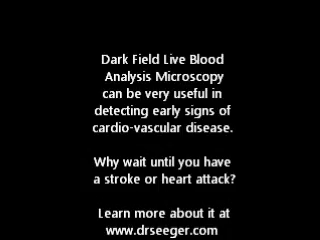 Dark Field Live Blood
Analysis Microscopy
can be very useful in
detecting early signs of
cardio-vascular disease.
Why wait until you have
a stroke or heart attack?
Learn more about it at
www.drseeger.com